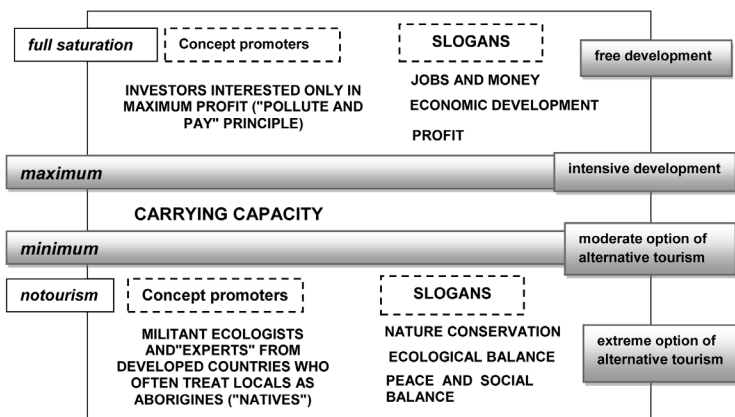 full saturation
Concept promoters
SLOGANS
free development
INVESTORS INTERESTED ONLY IN
MAXIMUM PROFIT ("POLLUTE AND
PAY" PRINCIPLE)
JOBS AND MONEY
ECONOMIC DEVELOPMENT
PROFIT
maximum
intensive development
CARRYING CAPACITY
minimum
moderate option of
alternative tourism
notourism
Concept promoters
SLOGANS
MILITANT ECOLOGISTS
AND"EXPERTS" FROM
DEVELOPED COUNTRIES WHO
OFTEN TREAT LOCALS AS
ABORIGINES ("NATIVES")
NATURE CONSERVATION
ECOLOGICAL BALANCE
PEACE AND SOCIAL
BALANCE
extreme option of
alternative tourism